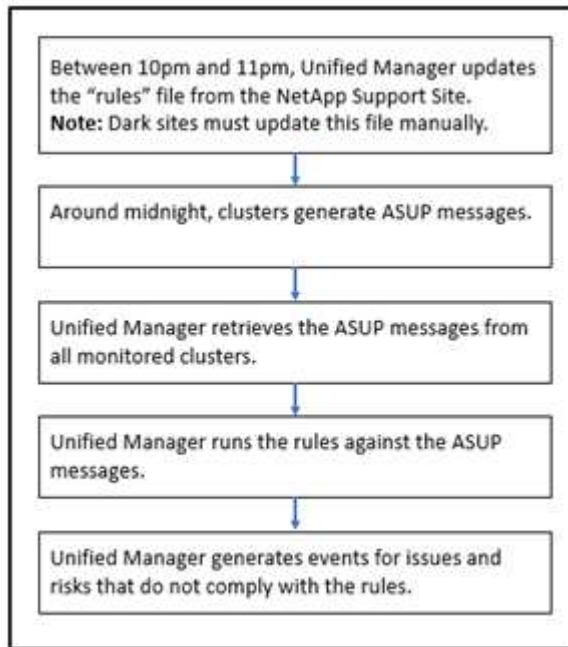 Between 10pm and 11pm, Unified Manager updates
the “rules” file from the NetApp Support Site.
Note: Dark sites must update this file manually.
Around midnight, clusters generate ASUP messages.
Unified Manager retrieves the ASUP messages from
all monitored clusters.
Unified Manager runs the rules against the ASUP
messages.
Unified Manager generates events for issues and
risks that do not comply with the rules.